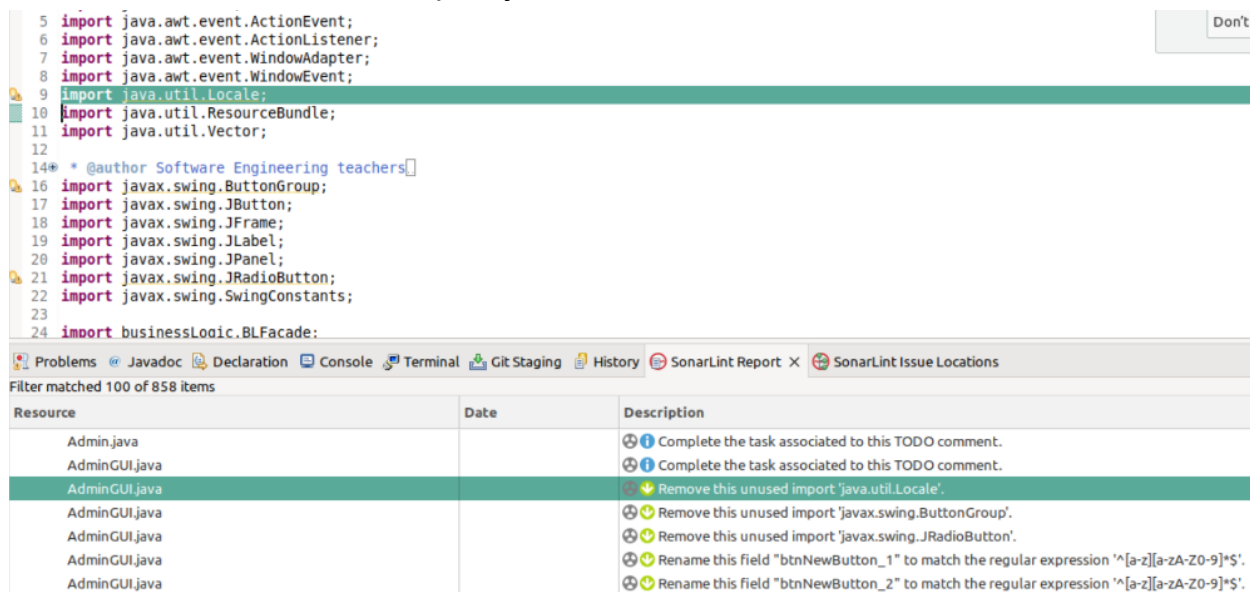 5 import java.awt.event.ActionEvent;
Don't
6 import java.awt.event.ActionListener;
7 import java.awt.event.WindowAdapter;
8 import java.awt.event.WindowEvent;
9 import java.util.Locale;
10 import java.util.ResourceBundle;
11 import java.util.Vector;
12
14 * @author Software Engineering teachers
16 import javax.swing.ButtonGroup;
17 import javax.swing.JButton;
18 import javax.swing.JFrame;
19 import javax.swing.JLabel;
20 import javax.swing.JPanel;
21 import javax.swing.JRadioButton;
22 import javax.swing.SwingConstants;
23
24 import businessLogic.BLFacade;
Problems @ Javadoc Declaration Console Terminal Git Staging History SonarLint Report X SonarLint Issue Locations
Filter matched 100 of 858 items
Resource Date Description
Admin.java Complete the task associated to this TODO comment.
AdminGUI.java Complete the task associated to this TODO comment.
AdminGUI.java Remove this unused import 'java.util.Locale'.
AdminGUI.java Remove this unused import 'javax.swing.ButtonGroup'.
AdminGUI.java Remove this unused import 'javax.swing.JRadioButton'.
AdminGUI.java Rename this field "btnNewButton_1" to match the regular expression '^[a-z][a-zA-Z0-9]*$'.
AdminGUI.java Rename this field "btnNewButton_2" to match the regular expression '^[a-z][a-zA-Z0-9]*$'.